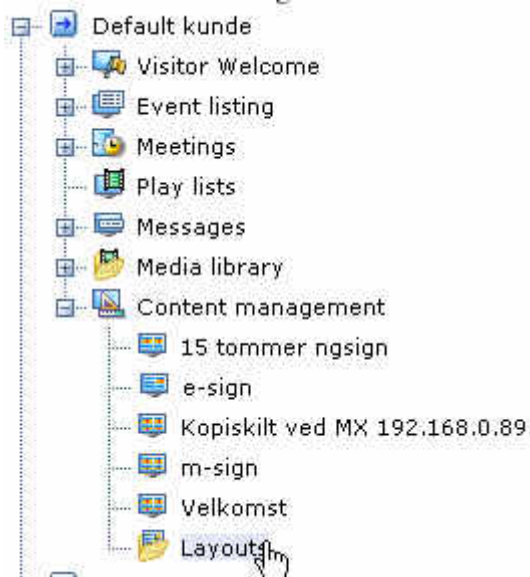 Default kunde
Visitor Welcome
Event listing
Meetings
Play lists
Messages
Media library
Content management
15 tommer ngsign
e-sign
Kopiskilt ved MX 192.168.0.89
m-sign
Velkomst
Layouts